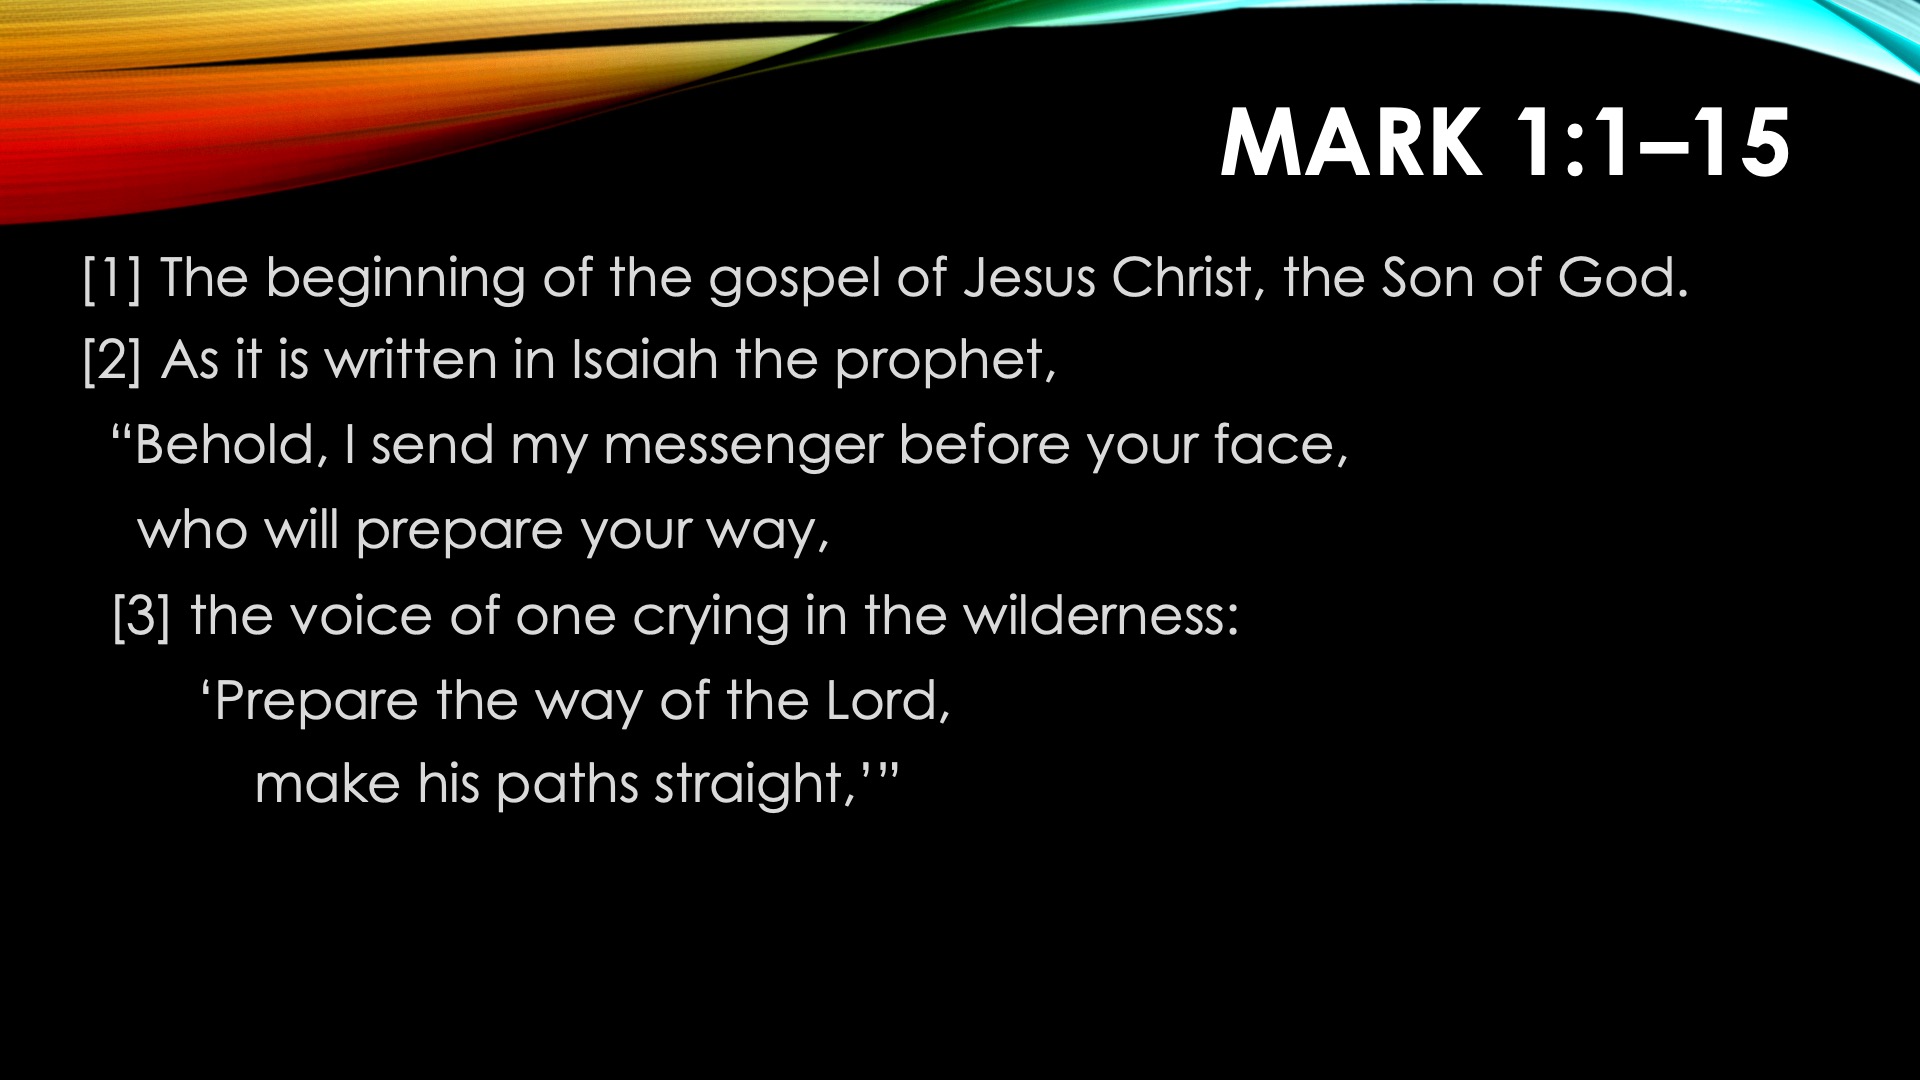 MARK 1:1–15
[1] The beginning of the gospel of Jesus Christ, the Son of God.
[2] As it is written in Isaiah the prophet,
“Behold, I send my messenger before your face,
who will prepare your way,
[3] the voice of one crying in the wilderness:
‘Prepare the way of the Lord,
make his paths straight,’”